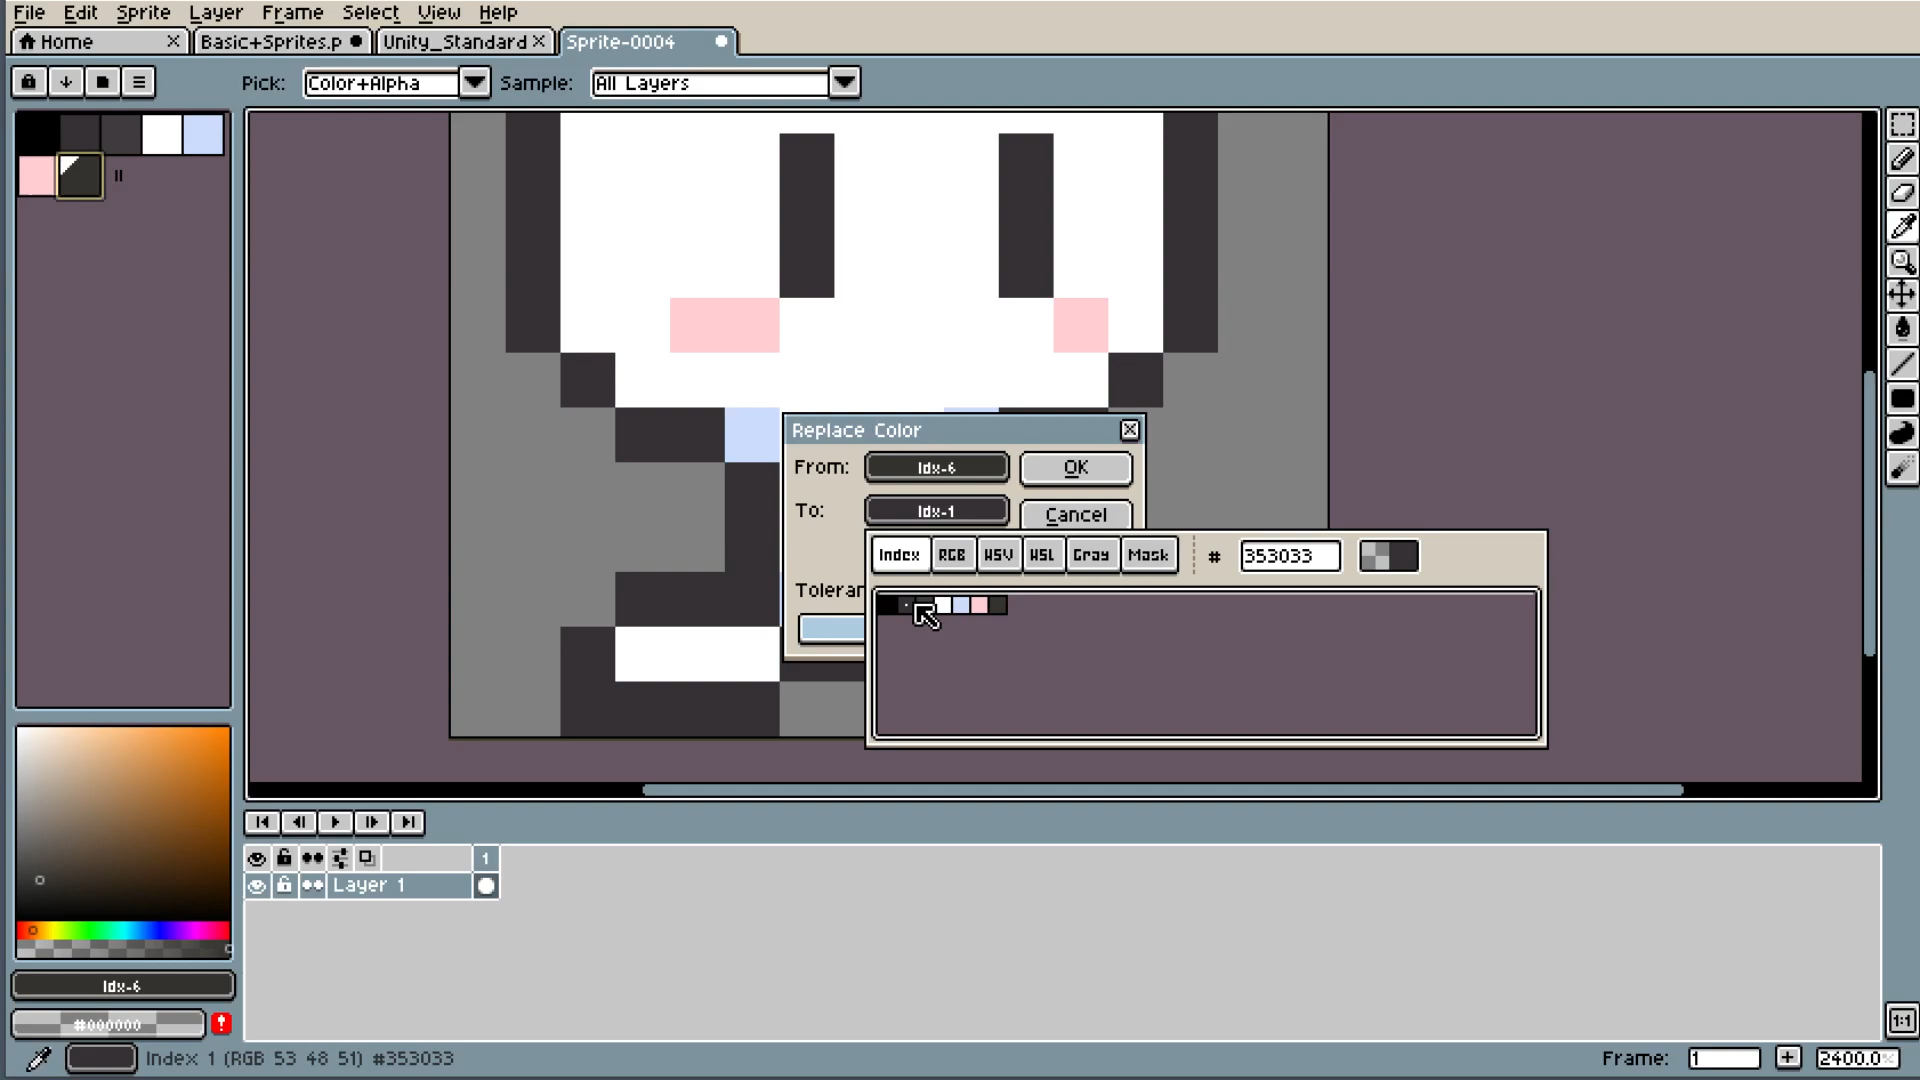 File Edit Sprite Layer Frame Select View Help
Home Basic+Sprites.p Unity_Standard Sprite-0004
Pick: Color+Alpha Sample: All Layers
Replace Color
From: Idx-6 OK
To: Idx-1 Cancel
Index RGB HSV HSL Gray Mask # 353033
Toleran
1
Layer 1
Idx-6
#000000 !
Index 1 (RGB 53 48 51) #353033 Frame: 1 + 2400.0%
1:1